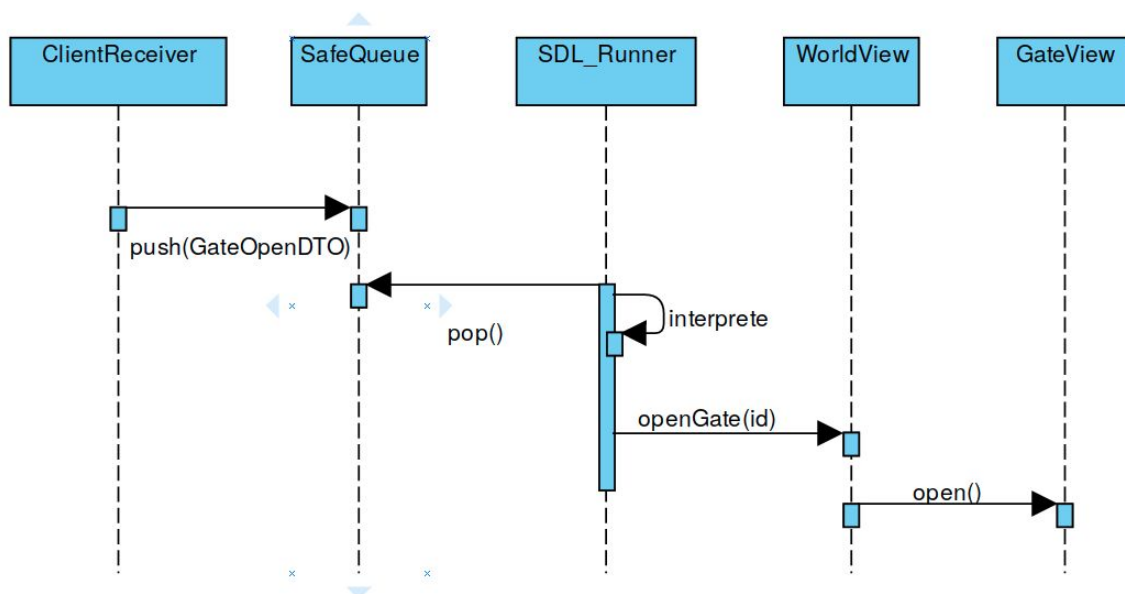 ClientReceiver
SafeQueue
SDL_Runner
WorldView
GateView
push(GateOpenDTO)
pop()
interprete
openGate(id)
open()